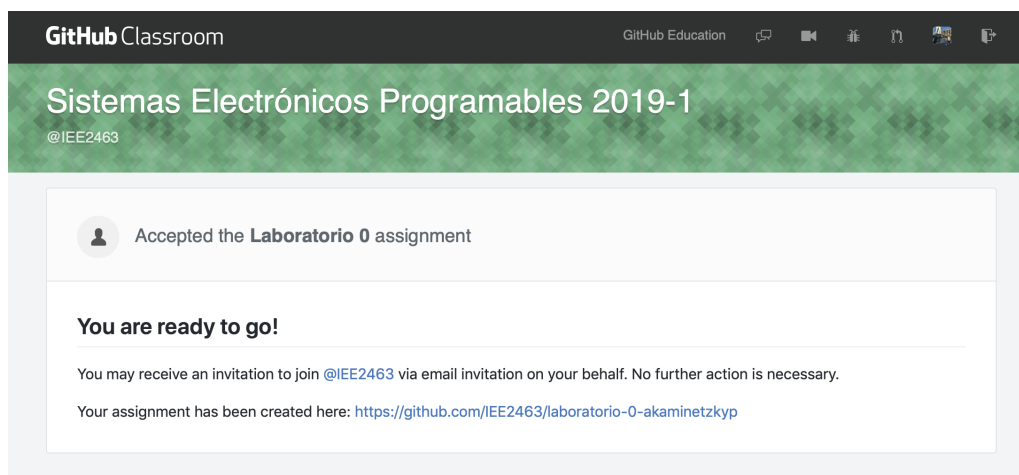 GitHub Classroom
GitHub Education
Sistemas Electrónicos Programables 2019-1
@IEE2463
Accepted the Laboratorio 0 assignment
You are ready to go!
You may receive an invitation to join @IEE2463 via email invitation on your behalf. No further action is necessary.
Your assignment has been created here: https://github.com/IEE2463/laboratorio-0-akaminetzkyp